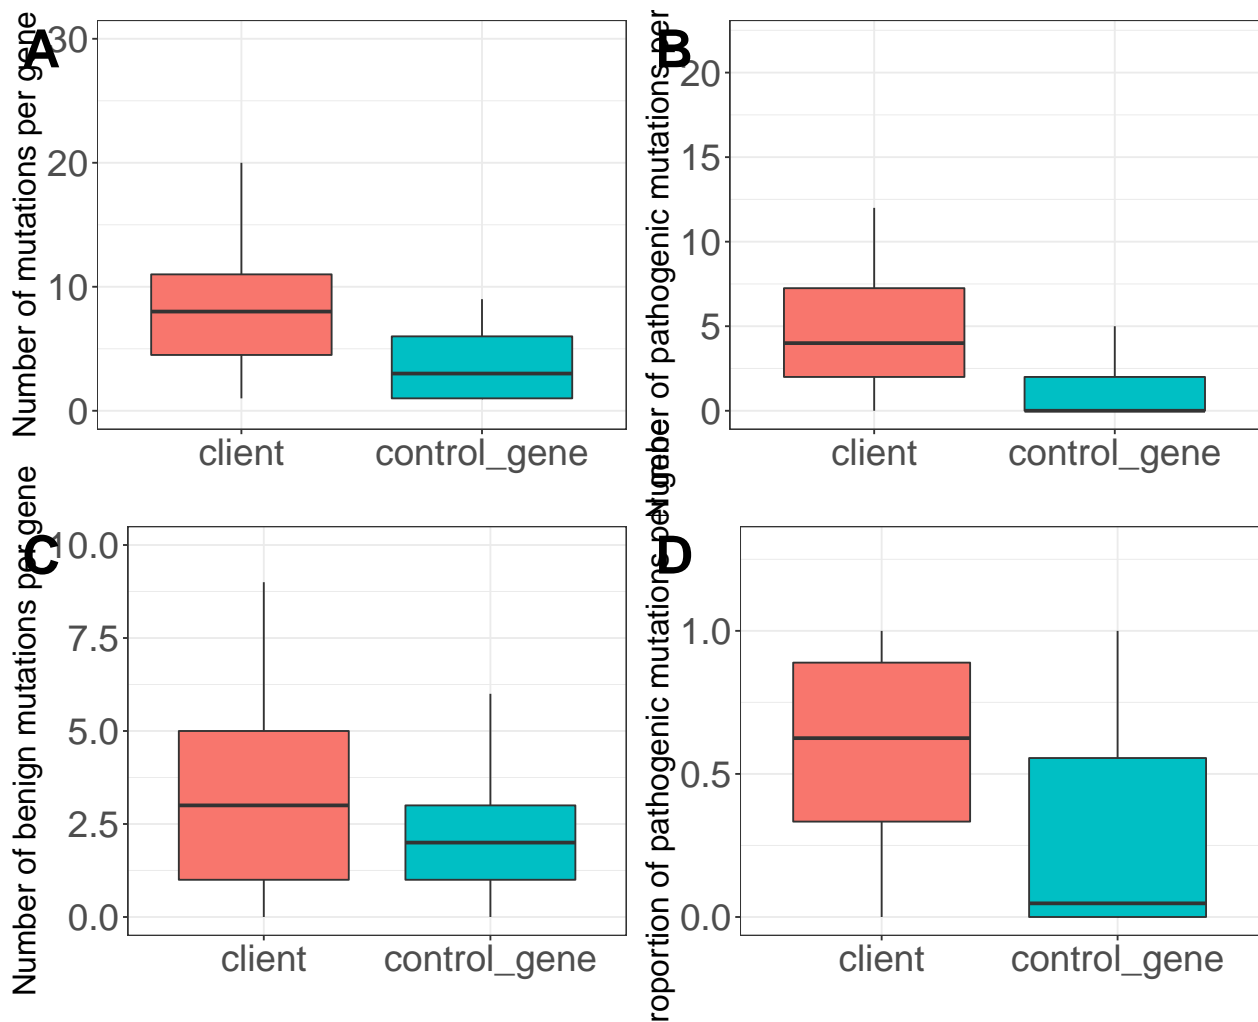 A
Number of mutations per gene
30
20
10
0
client control_gene
B
Number of pathogenic mutations per gene
20
15
10
5
0
client control_gene
C
Number of benign mutations per gene
10.0
7.5
5.0
2.5
0.0
client control_gene
D
roportion of pathogenic mutations per gene
1.0
0.5
0.0
client control_gene